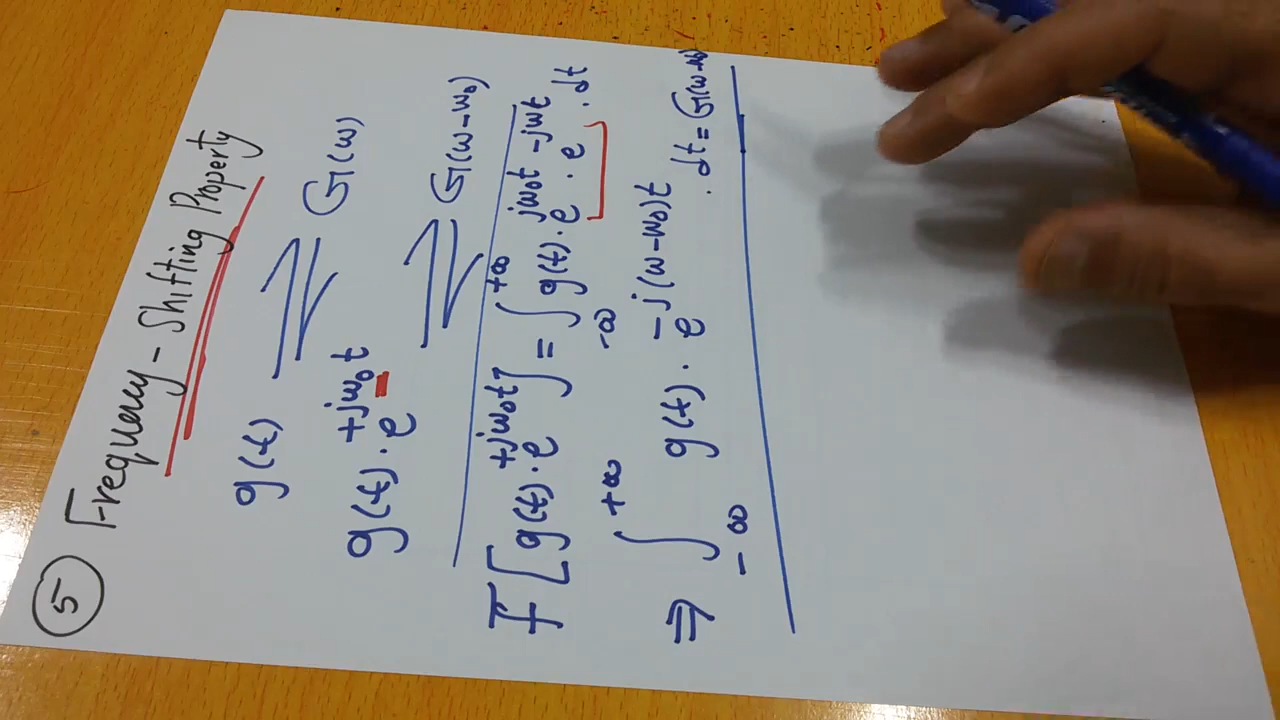 ⑤ Frequency - Shifting Property
g(t) ⇌ G(ω)
g(t) · e^{+jω₀t} ⇌ G(ω-ω₀)
F[g(t) · e^{+jω₀t}] = ∫_{-∞}^{+∞} g(t) · e^{jω₀t} · e^{-jωt} · dt
⇒ ∫_{-∞}^{+∞} g(t) · e^{-j(ω-ω₀)t} · dt = G(ω-ω₀)